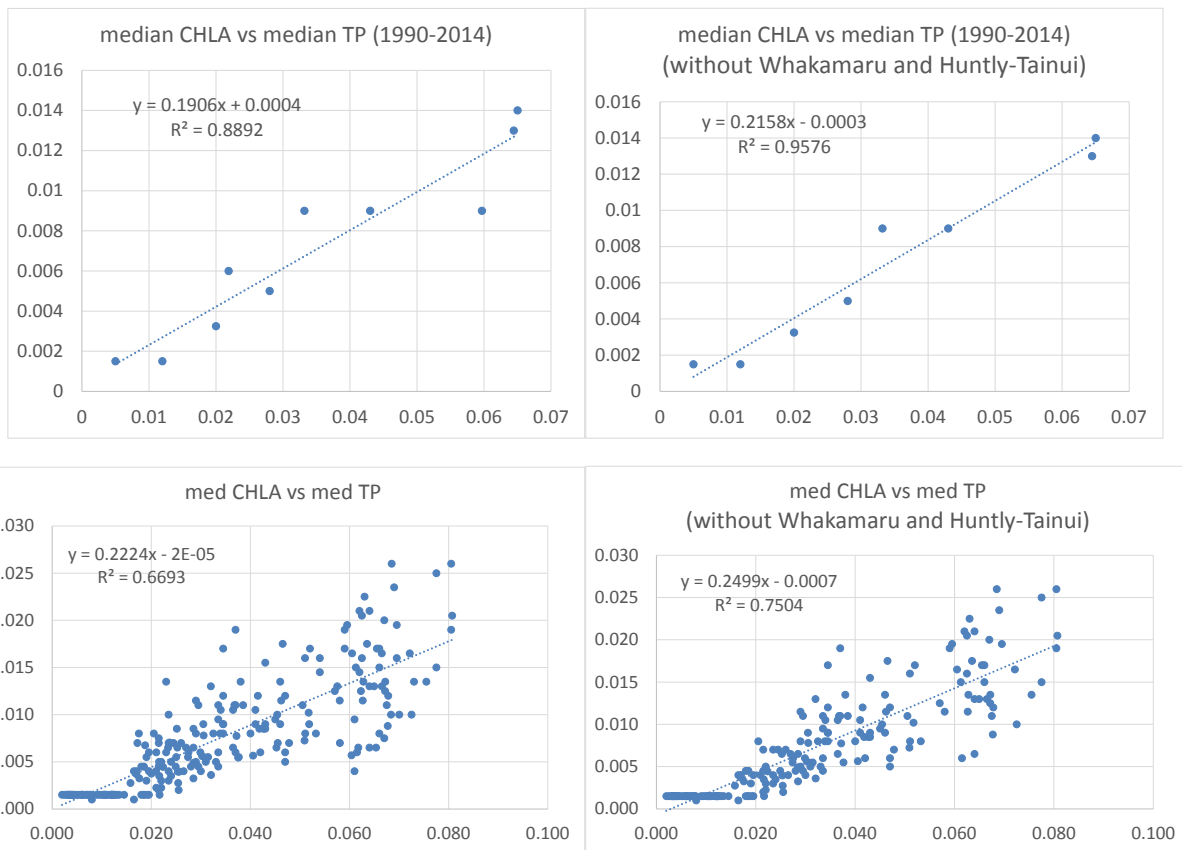 median CHLA vs median TP (1990-2014)
y = 0.1906x + 0.0004
R² = 0.8892
0.016
0.014
0.012
0.01
0.008
0.006
0.004
0.002
0
0 0.01 0.02 0.03 0.04 0.05 0.06 0.07
median CHLA vs median TP (1990-2014)
(without Whakamaru and Huntly-Tainui)
y = 0.2158x - 0.0003
R² = 0.9576
0.016
0.014
0.012
0.01
0.008
0.006
0.004
0.002
0
0 0.01 0.02 0.03 0.04 0.05 0.06 0.07
med CHLA vs med TP
y = 0.2224x - 2E-05
R² = 0.6693
.030
.025
.020
.015
.010
.005
.000
0.000 0.020 0.040 0.060 0.080 0.100
med CHLA vs med TP
(without Whakamaru and Huntly-Tainui)
y = 0.2499x - 0.0007
R² = 0.7504
0.030
0.025
0.020
0.015
0.010
0.005
0.000
0.000 0.020 0.040 0.060 0.080 0.100